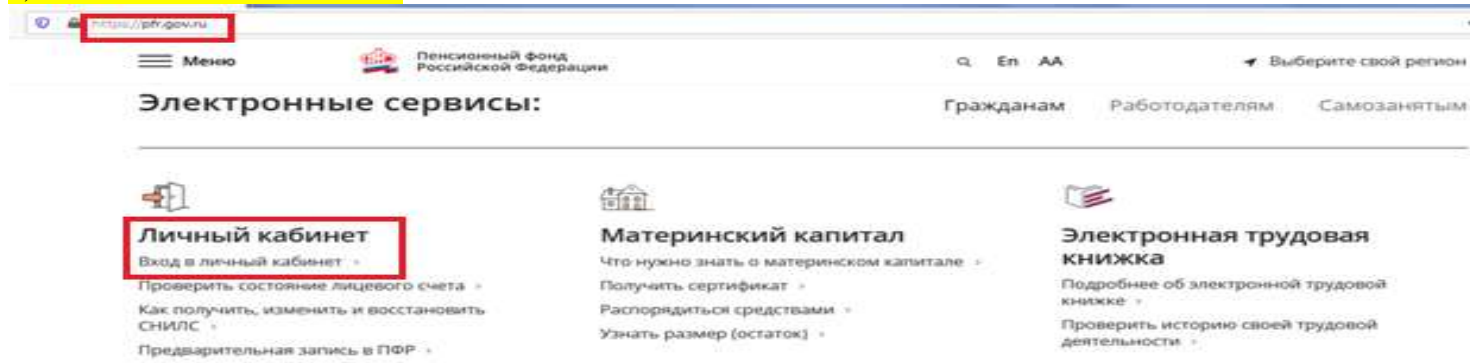 https://pfr.gov.ru
Меню
Пенсионный фонд
Российской Федерации
En АА
Выберите свой регион
Электронные сервисы:
Гражданам Работодателям Самозанятым
Личный кабинет
Вход в личный кабинет
Проверить состояние лицевого счета
Как получить, изменить и восстановить
СНИЛС
Предварительная запись в ПФР
Материнский капитал
Что нужно знать о материнском капитале
Получить сертификат
Распорядиться средствами
Узнать размер (остаток)
Электронная трудовая
книжка
Подробнее об электронной трудовой
книжке
Проверить историю своей трудовой
деятельности